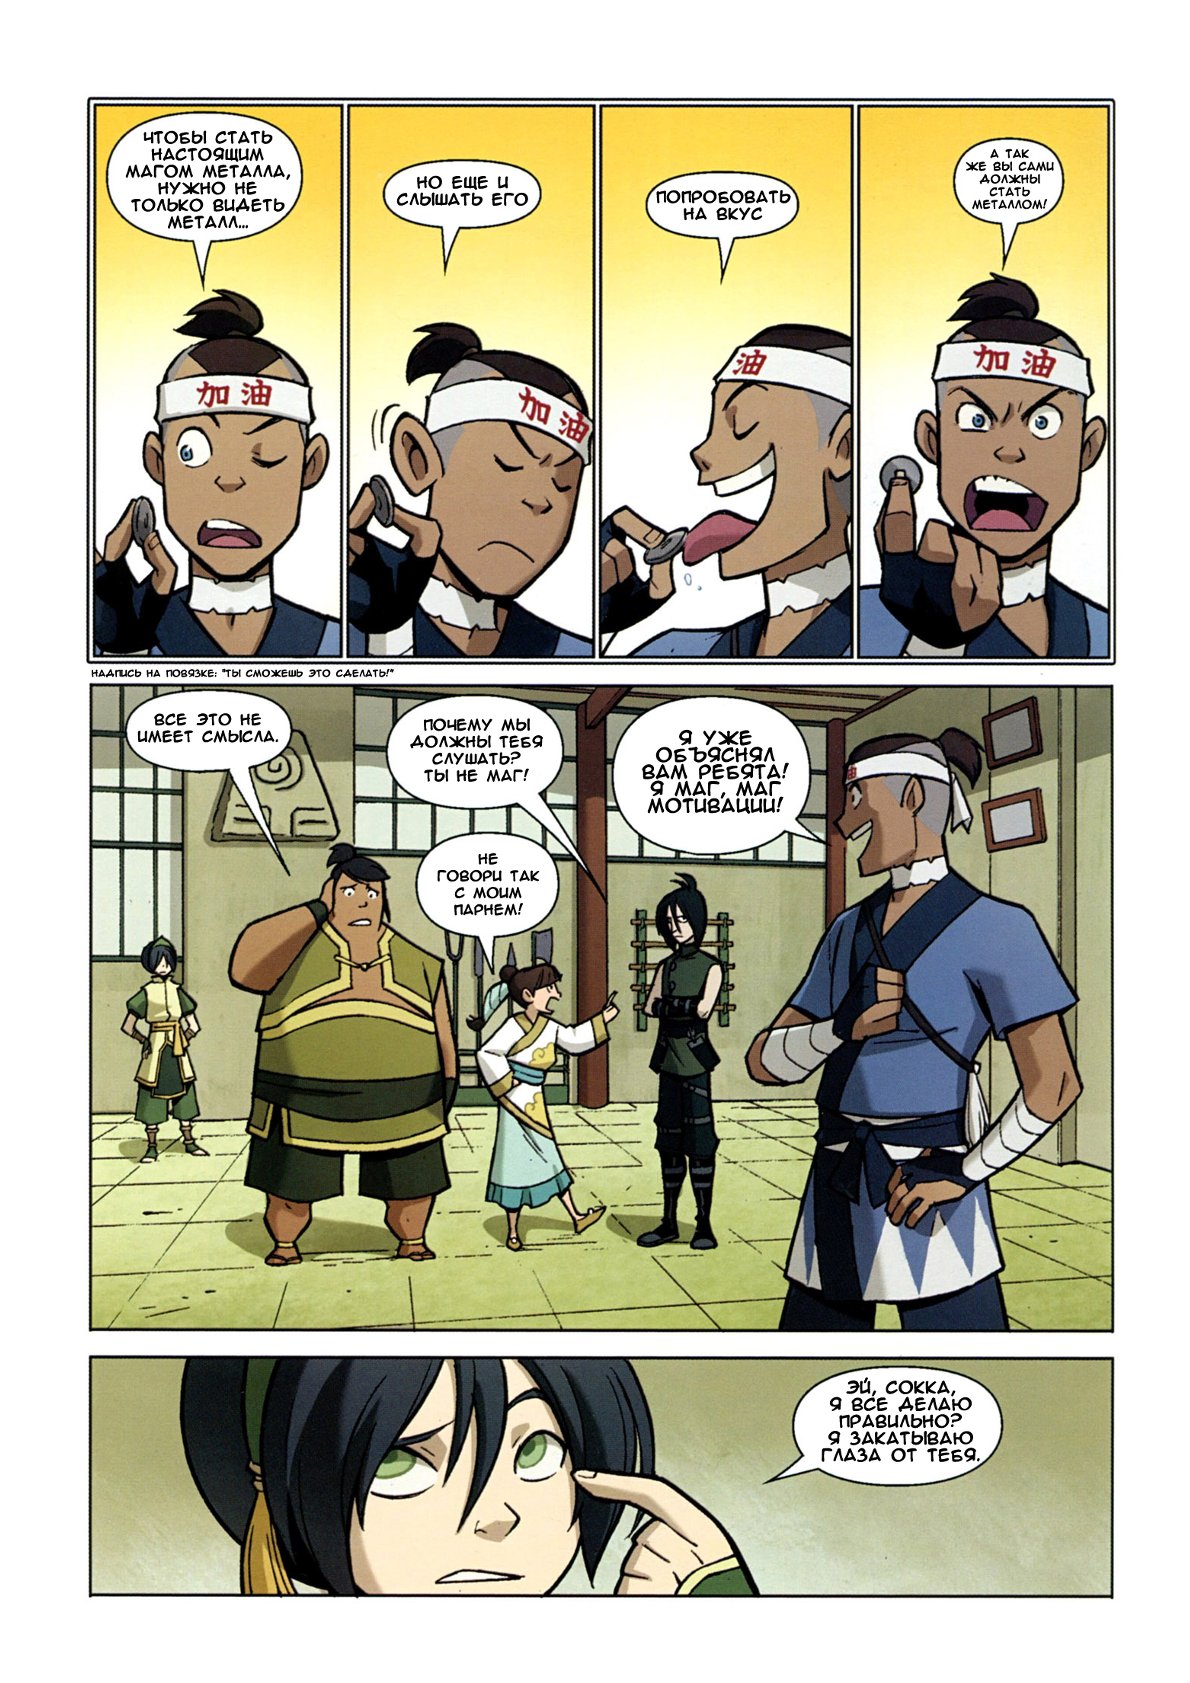 ЧТОБЫ СТАТЬ
НАСТОЯЩИМ
МАГОМ МЕТАЛЛА,
НУЖНО НЕ
ТОЛЬКО ВИДЕТЬ
МЕТАЛЛ...
НО ЕЩЕ И
СЛЫШАТЬ ЕГО
ПОПРОБОВАТЬ
НА ВКУС
А ТАК
ЖЕ ВЫ САМИ
ДОЛЖНЫ
СТАТЬ
МЕТАЛЛОМ!
加油
加油
油
加油
НАДПИСЬ НА ПОВЯЗКЕ: "ТЫ СМОЖЕШЬ ЭТО СДЕЛАТЬ!"
ВСЕ ЭТО НЕ
ИМЕЕТ СМЫСЛА.
ПОЧЕМУ МЫ
ДОЛЖНЫ ТЕБЯ
СЛУШАТЬ?
ТЫ НЕ МАГ!
НЕ
ГОВОРИ ТАК
С МОИМ
ПАРНЕМ!
Я УЖЕ
ОБЪЯСНЯЛ
ВАМ РЕБЯТА!
Я МАГ, МАГ
МОТИВАЦИИ!
油
ЭЙ, СОККА,
Я ВСЕ ДЕЛАЮ
ПРАВИЛЬНО?
Я ЗАКАТЫВАЮ
ГЛАЗА ОТ ТЕБЯ.